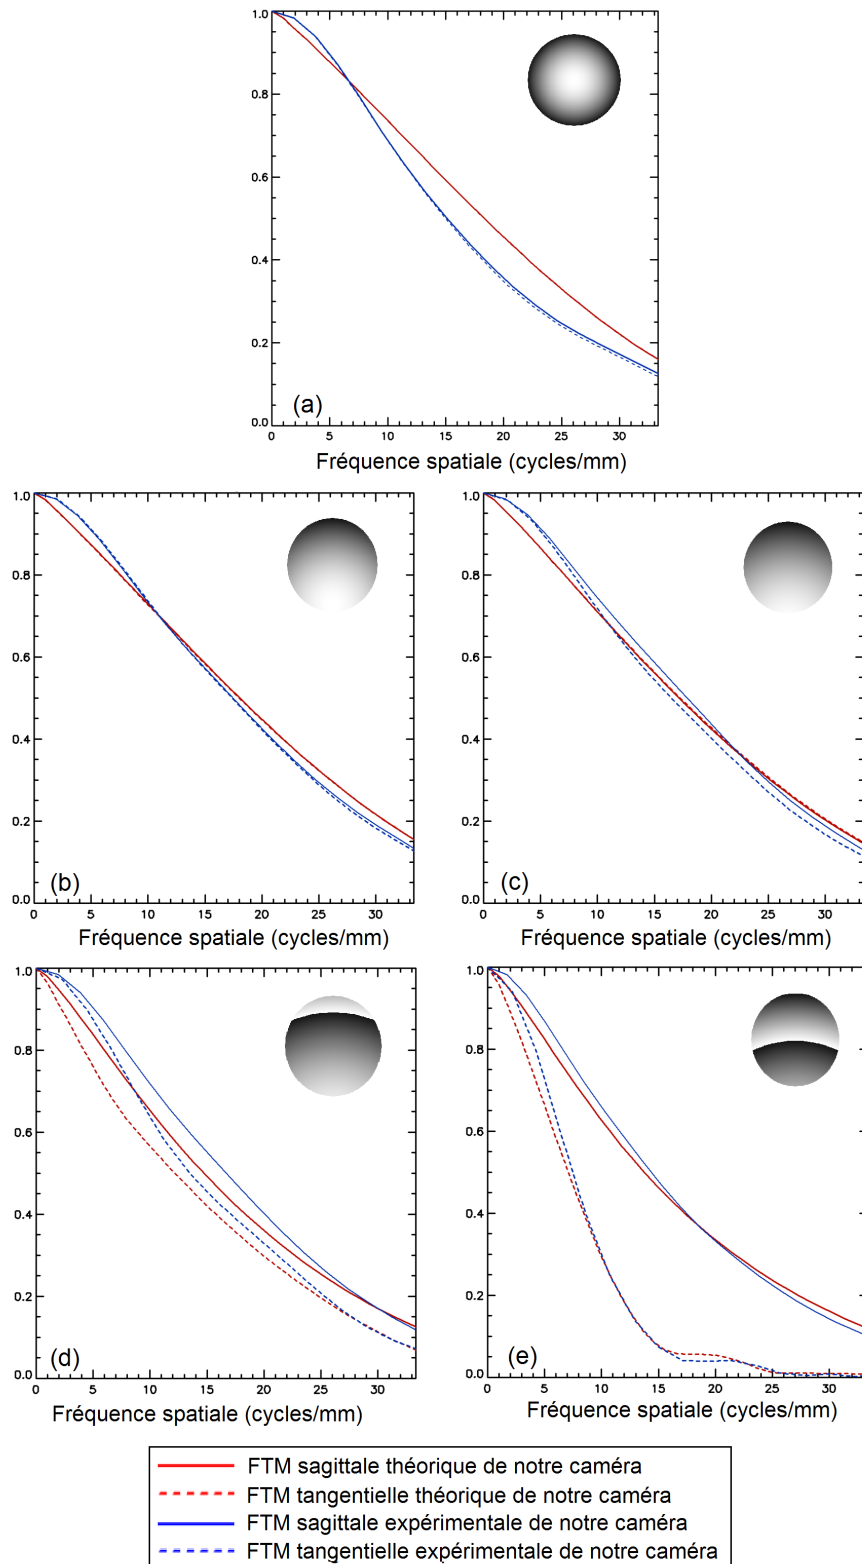 1.0
0.8
0.6
0.4
0.2
0.0
(a)
0 5 10 15 20 25 30
Fréquence spatiale (cycles/mm)
1.0
0.8
0.6
0.4
0.2
0.0
(b)
0 5 10 15 20 25 30
Fréquence spatiale (cycles/mm)
1.0
0.8
0.6
0.4
0.2
0.0
(c)
0 5 10 15 20 25 30
Fréquence spatiale (cycles/mm)
1.0
0.8
0.6
0.4
0.2
0.0
(d)
0 5 10 15 20 25 30
Fréquence spatiale (cycles/mm)
1.0
0.8
0.6
0.4
0.2
0.0
(e)
0 5 10 15 20 25 30
Fréquence spatiale (cycles/mm)
FTM sagittale théorique de notre caméra
FTM tangentielle théorique de notre caméra
FTM sagittale expérimentale de notre caméra
FTM tangentielle expérimentale de notre caméra